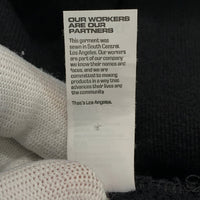 OUR WORKERS
ARE OUR
PARTNERS
This garment was
sewn in South Central
Los Angeles. Our workers
are part of our company
we know their names and
faces, and we are
committed to making
products in a way that
advances their lives and
the community.
That's Los Angeles.